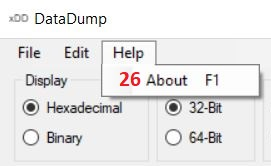 xDD DataDump
File Edit Help
26 About F1
Display
Hexadecimal 32-Bit
Binary 64-Bit